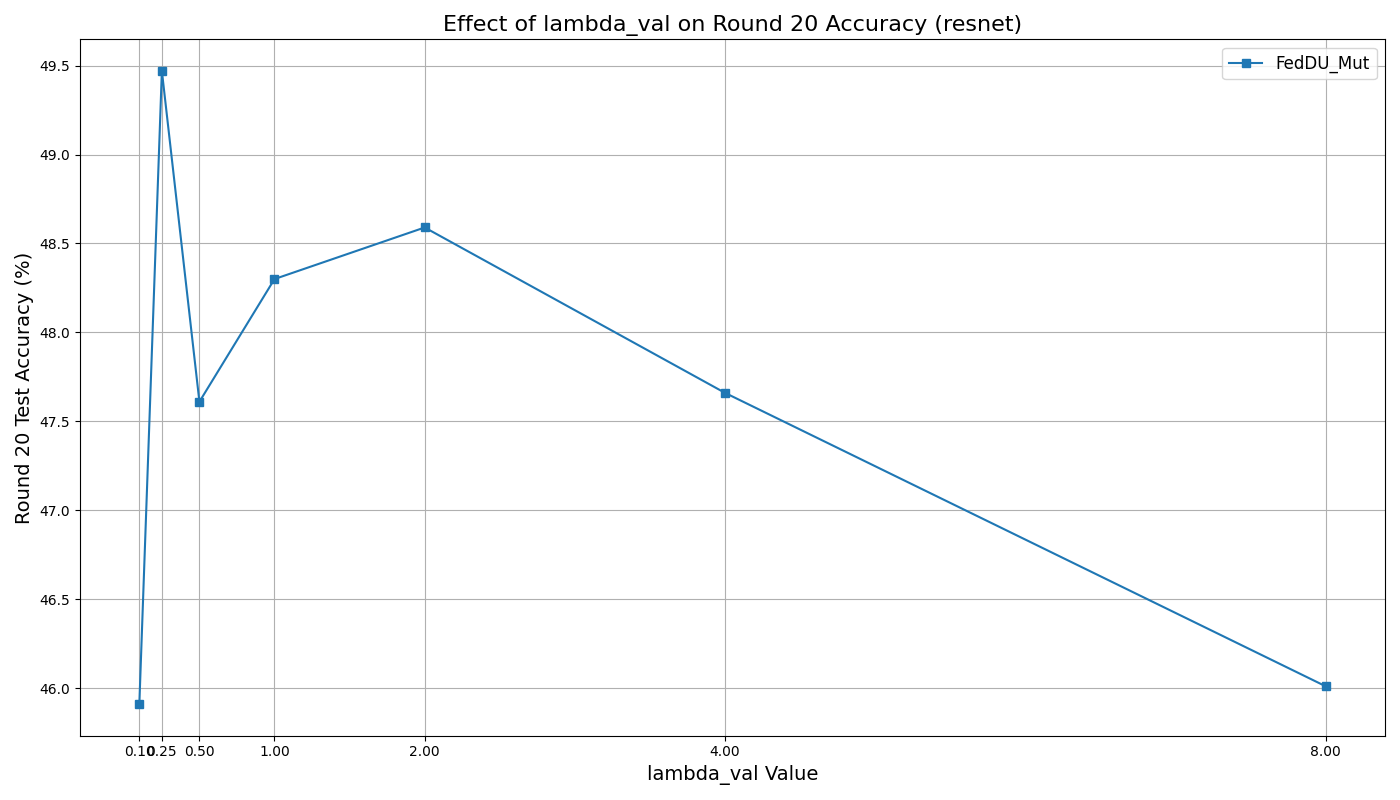 Effect of lambda_val on Round 20 Accuracy (resnet)
FedDU_Mut
Round 20 Test Accuracy (%)
49.5
49.0
48.5
48.0
47.5
47.0
46.5
46.0
0.10 0.25 0.50 1.00 2.00 4.00 8.00
lambda_val Value